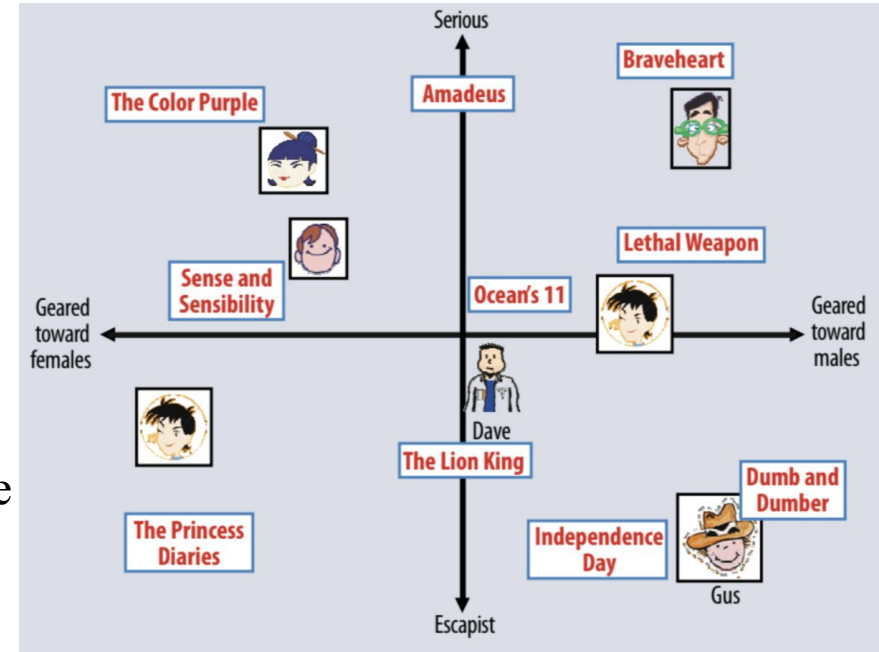 Serious
Braveheart
The Color Purple
Amadeus
Lethal Weapon
Sense and
Sensibility
Ocean's 11
Geared
toward
females
Geared
toward
males
Dave
The Lion King
Dumb and
Dumber
The Princess
Diaries
Independence
Day
Gus
Escapist
e